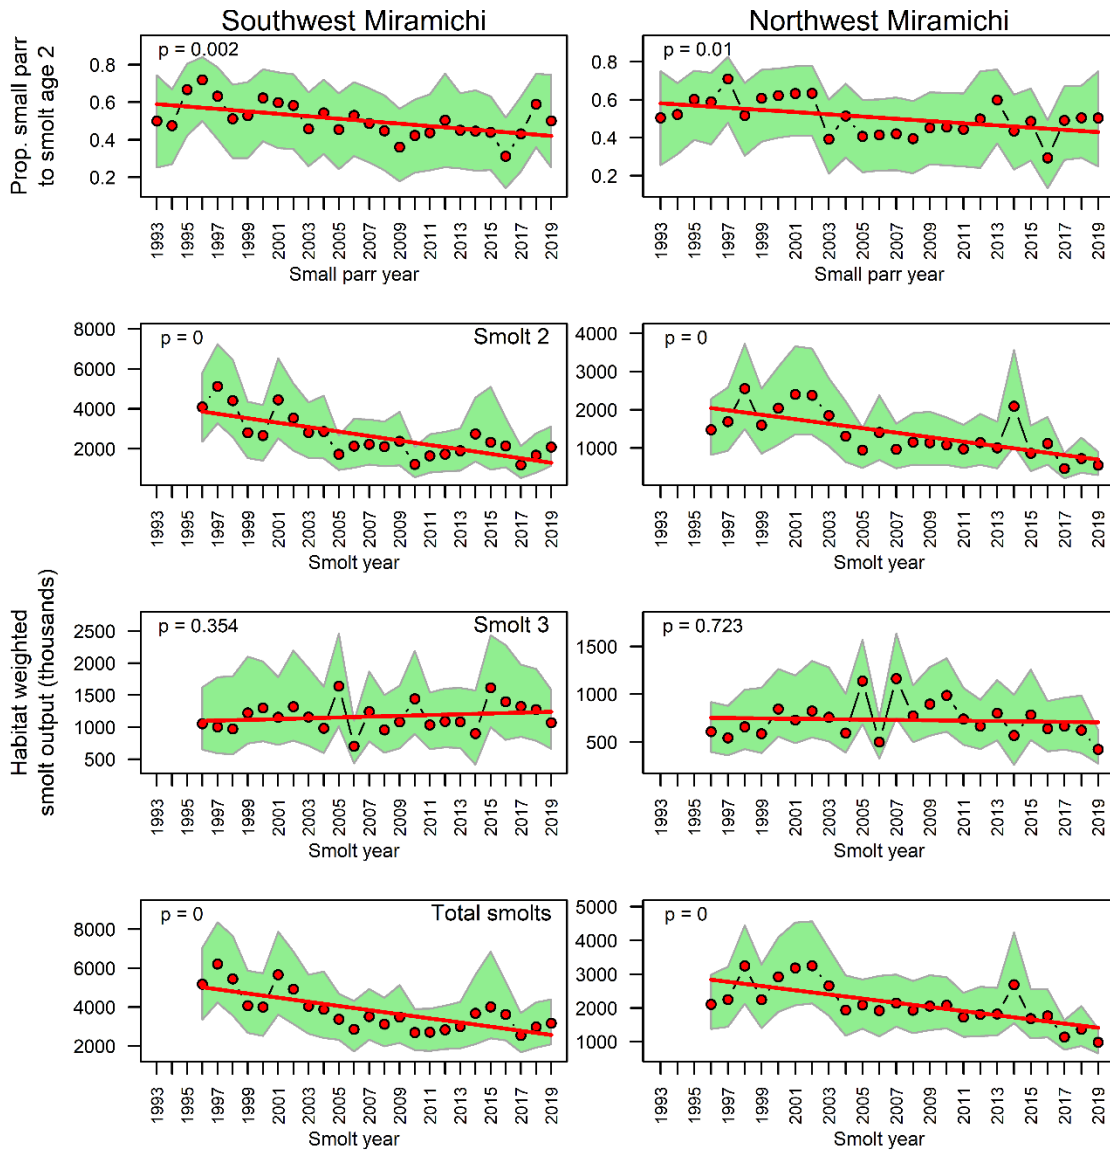 Southwest Miramichi
Northwest Miramichi
Prop. small parr
to smolt age 2
p = 0.002
0.8
0.6
0.4
0.2
1993 1995 1997 1999 2001 2003 2005 2007 2009 2011 2013 2015 2017 2019
Small parr year
p = 0.01
0.8
0.6
0.4
0.2
1993 1995 1997 1999 2001 2003 2005 2007 2009 2011 2013 2015 2017 2019
Small parr year
Habitat weighted
smolt output (thousands)
p = 0
Smolt 2
8000
6000
4000
2000
1993 1995 1997 1999 2001 2003 2005 2007 2009 2011 2013 2015 2017 2019
Smolt year
p = 0
4000
3000
2000
1000
1993 1995 1997 1999 2001 2003 2005 2007 2009 2011 2013 2015 2017 2019
Smolt year
p = 0.354
Smolt 3
2500
2000
1500
1000
500
1993 1995 1997 1999 2001 2003 2005 2007 2009 2011 2013 2015 2017 2019
Smolt year
p = 0.723
1500
1000
500
1993 1995 1997 1999 2001 2003 2005 2007 2009 2011 2013 2015 2017 2019
Smolt year
p = 0
Total smolts
8000
6000
4000
2000
1993 1995 1997 1999 2001 2003 2005 2007 2009 2011 2013 2015 2017 2019
Smolt year
p = 0
5000
4000
3000
2000
1000
1993 1995 1997 1999 2001 2003 2005 2007 2009 2011 2013 2015 2017 2019
Smolt year